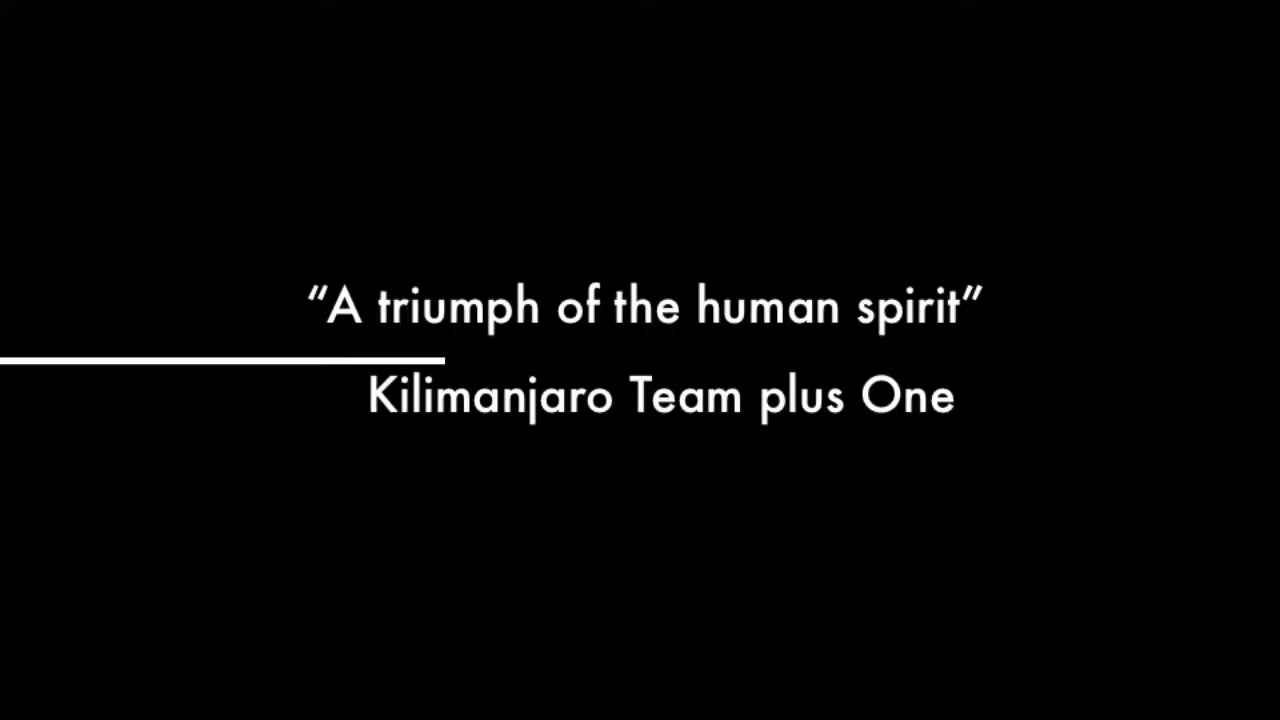 “A triumph of the human spirit”
Kilimanjaro Team plus One